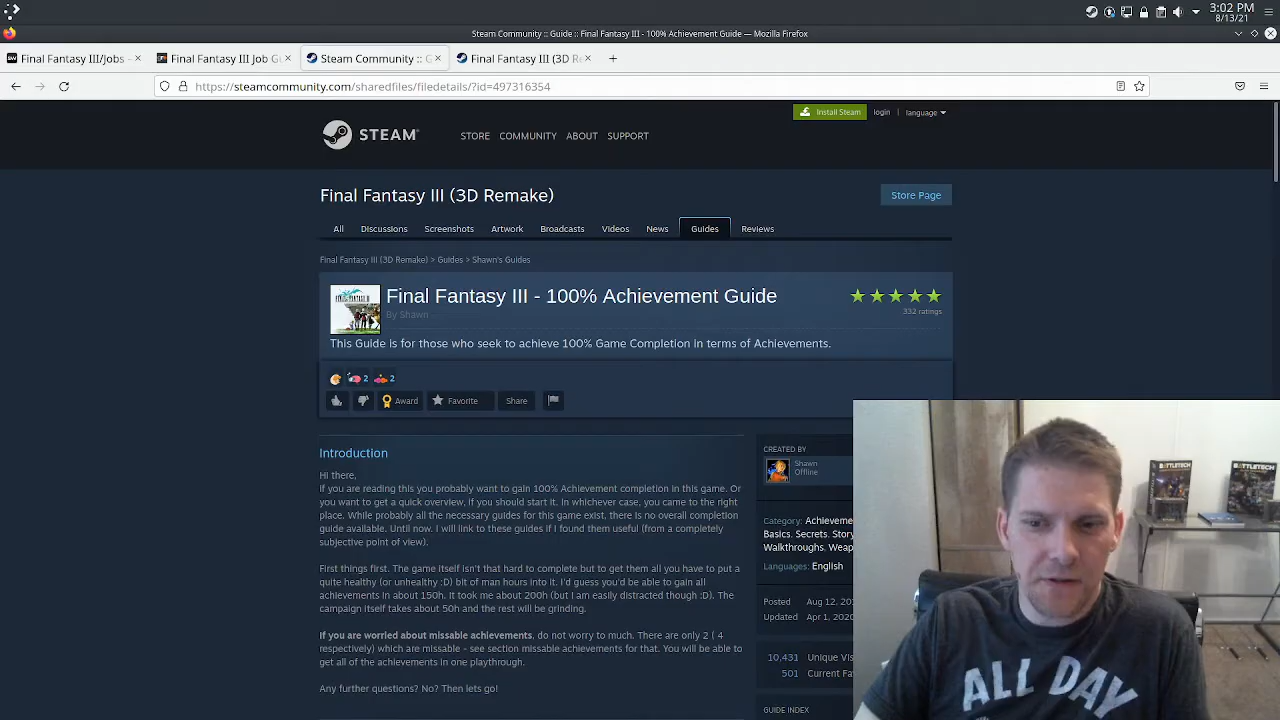 3:02 PM
8/13/21
Steam Community :: Guide :: Final Fantasy III - 100% Achievement Guide — Mozilla Firefox
Final Fantasy III/Jobs
Final Fantasy III Job G
Steam Community :: G
Final Fantasy III (3D R
https://steamcommunity.com/sharedfiles/filedetails/?id=497316354
Install Steam login | language
STEAM®
STORE COMMUNITY ABOUT SUPPORT
Final Fantasy III (3D Remake)
Store Page
All Discussions Screenshots Artwork Broadcasts Videos News Guides Reviews
Final Fantasy III (3D Remake) > Guides > Shawn's Guides
Final Fantasy III - 100% Achievement Guide
By Shawn
332 ratings
This Guide is for those who seek to achieve 100% Game Completion in terms of Achievements.
2 2
Award Favorite Share
Introduction
Hi there,
if you are reading this you probably want to gain 100% Achievement completion in this game. Or
you want to get a quick overview, if you should start it. In whichever case, you came to the right
place. While probably all the necessary guides for this game exist, there is no overall completion
guide available. Until now. I will link to these guides if I found them useful (from a completely
subjective point of view).
First things first. The game itself isn't that hard to complete but to get them all you have to put a
quite healthy (or unhealthy :D) bit of man hours into it. I'd guess you'd be able to gain all
achievements in about 150h. It took me about 200h (but I am easily distracted though :D). The
campaign itself takes about 50h and the rest will be grinding.
If you are worried about missable achievements, do not worry to much. There are only 2 ( 4
respectively) which are missable - see section missable achievements for that. You will be able to
get all of the achievements in one playthrough.
Any further questions? No? Then lets go!
CREATED BY
Shawn
Offline
Category: Achieveme
Basics, Secrets, Story
Walkthroughs, Weap
Languages: English
Posted Aug 12, 20
Updated Apr 1, 2020
10,431 Unique Vis
501 Current Fa
GUIDE INDEX
BATTLETECH
BATTLETECH
ALL DAY